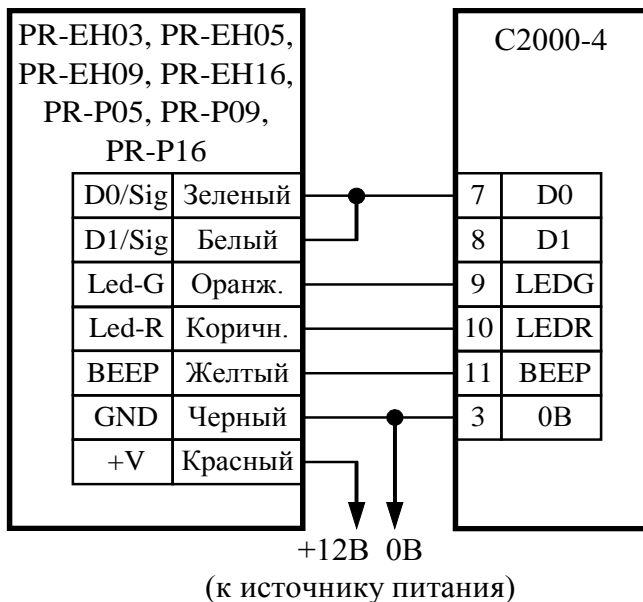 PR-EH03, PR-EH05,
PR-EH09, PR-EH16,
PR-P05, PR-P09,
PR-P16
C2000-4
D0/Sig Зеленый 7 D0
D1/Sig Белый 8 D1
Led-G Оранж. 9 LEDG
Led-R Коричн. 10 LEDR
BEEP Желтый 11 BEEP
GND Черный 3 0В
+V Красный
+12В 0В
(к источнику питания)